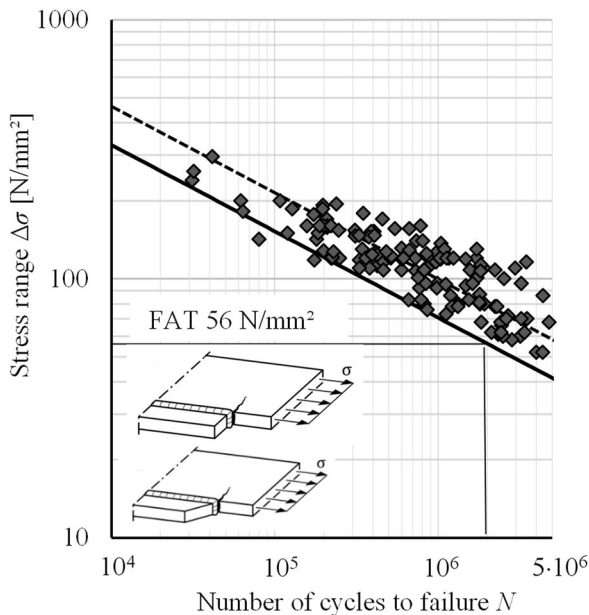 1000
Stress range Δσ [N/mm²]
100
FAT 56 N/mm²
σ
σ
10
10⁴
10⁵
10⁶
5·10⁶
Number of cycles to failure N